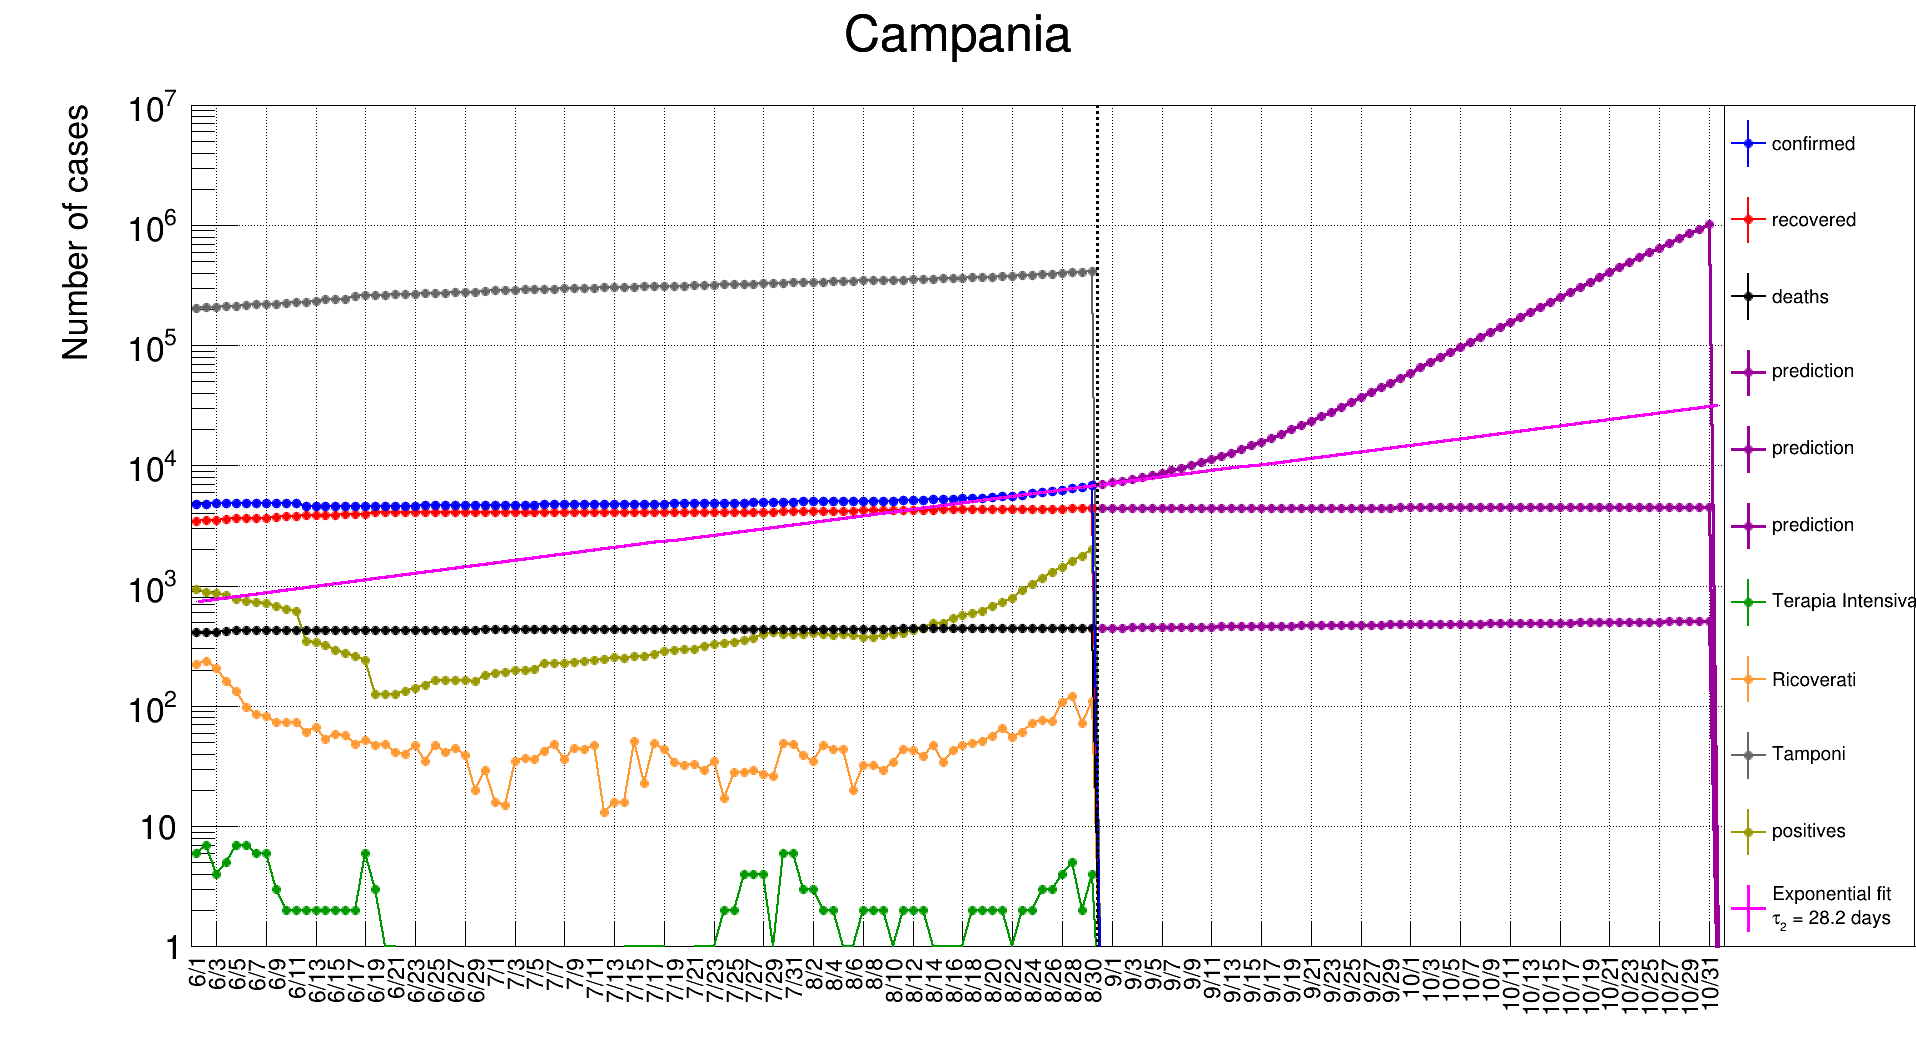 Campania
Number of cases
10^7
10^6
10^5
10^4
10^3
10^2
10
1
6/1 6/3 6/5 6/7 6/9 6/11 6/13 6/15 6/17 6/19 6/21 6/23 6/25 6/27 6/29 7/1 7/3 7/5 7/7 7/9 7/11 7/13 7/15 7/17 7/19 7/21 7/23 7/25 7/27 7/29 7/31 8/2 8/4 8/6 8/8 8/10 8/12 8/14 8/16 8/18 8/20 8/22 8/24 8/26 8/28 8/30 9/1 9/3 9/5 9/7 9/9 9/11 9/13 9/15 9/17 9/19 9/21 9/23 9/25 9/27 9/29 10/1 10/3 10/5 10/7 10/9 10/11 10/13 10/15 10/17 10/19 10/21 10/23 10/25 10/27 10/29 10/31
confirmed
recovered
deaths
prediction
prediction
prediction
Terapia Intensiva
Ricoverati
Tamponi
positives
Exponential fit
τ_2 = 28.2 days